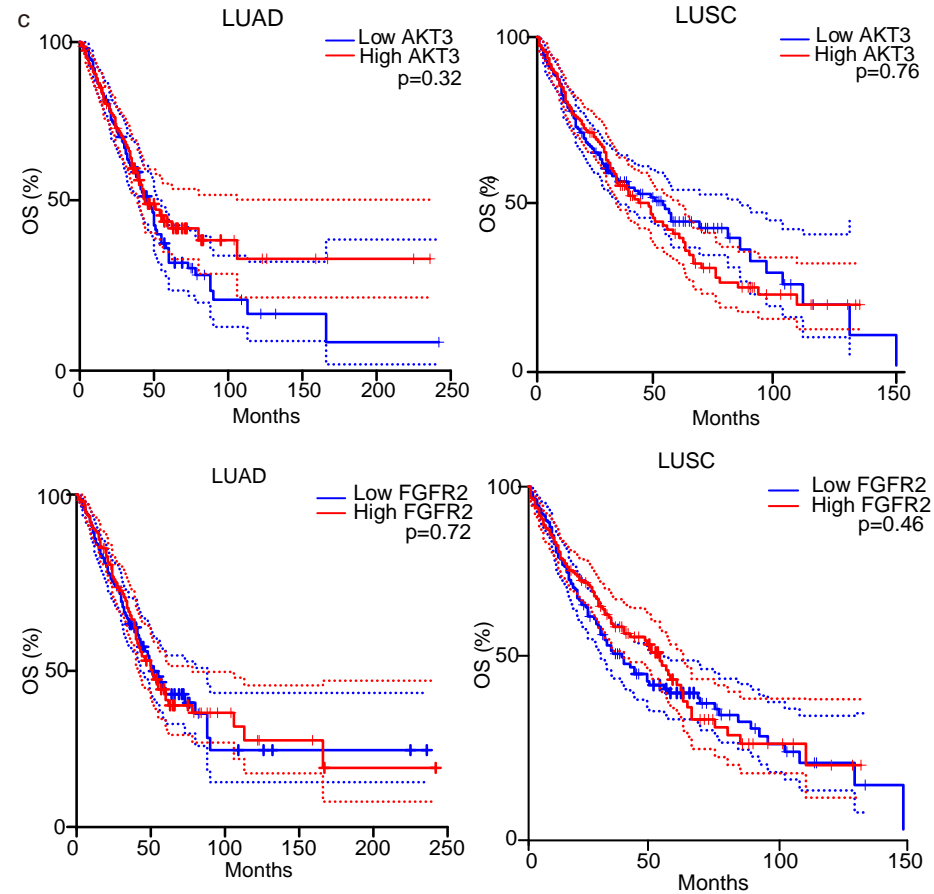 c
LUAD
Low AKT3
High AKT3
p=0.32
100
50
0
OS (%)
0 50 100 150 200 250
Months
LUSC
Low AKT3
High AKT3
p=0.76
100
50
0
OS (%)
0 50 100 150
Months
LUAD
Low FGFR2
High FGFR2
p=0.72
100
50
0
OS (%)
0 50 100 150 200 250
Months
LUSC
Low FGFR2
High FGFR2
p=0.46
100
50
0
OS (%)
0 50 100 150
Months